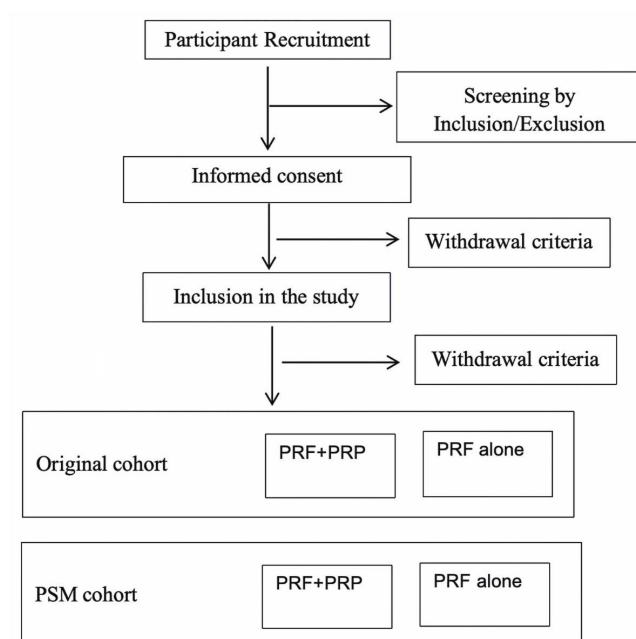 Participant Recruitment
Screening by
Inclusion/Exclusion
Informed consent
Withdrawal criteria
Inclusion in the study
Withdrawal criteria
Original cohort
PRF+PRP
PRF alone
PSM cohort
PRF+PRP
PRF alone